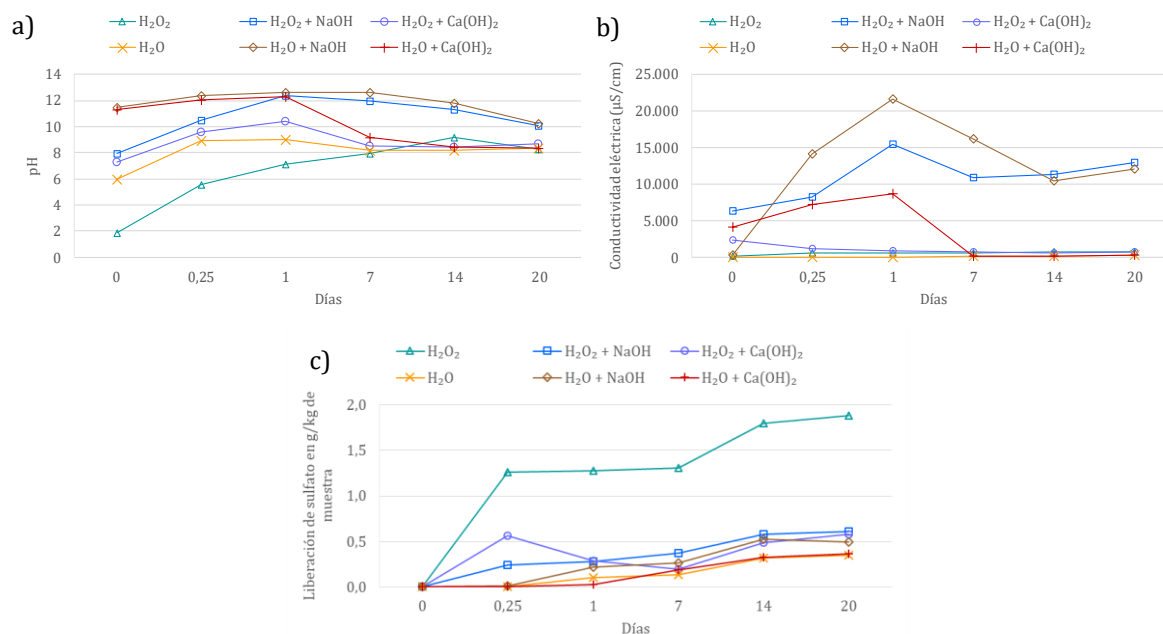 a)
H₂O₂ H₂O₂ + NaOH H₂O₂ + Ca(OH)₂
H₂O H₂O + NaOH H₂O + Ca(OH)₂
14
12
10
8
6
4
2
0
pH
0 0,25 1 7 14 20
Días
b)
H₂O₂ H₂O₂ + NaOH H₂O₂ + Ca(OH)₂
H₂O H₂O + NaOH H₂O + Ca(OH)₂
25.000
20.000
15.000
10.000
5.000
0
Conductividad eléctrica (µS/cm)
0 0,25 1 7 14 20
Días
c)
H₂O₂ H₂O₂ + NaOH H₂O₂ + Ca(OH)₂
H₂O H₂O + NaOH H₂O + Ca(OH)₂
2,0
1,5
1,0
0,5
0,0
Liberación de sulfato en g/kg de
muestra
0 0,25 1 7 14 20
Días